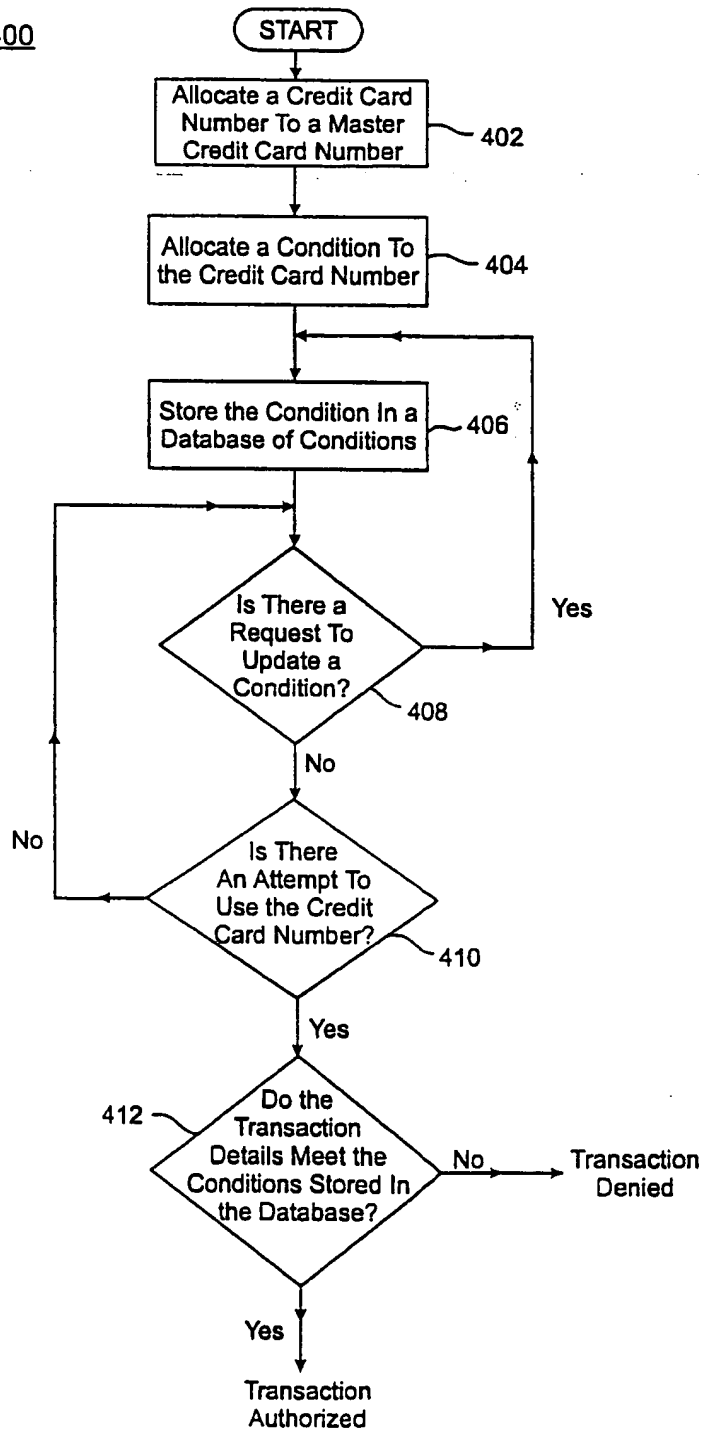 400
START
Allocate a Credit Card
Number To a Master
Credit Card Number
402
Allocate a Condition To
the Credit Card Number
404
Store the Condition In a
Database of Conditions
406
Is There a
Request To
Update a
Condition?
408
Yes
No
Is There
An Attempt To
Use the Credit
Card Number?
410
No
Yes
412
Do the
Transaction
Details Meet the
Conditions Stored In
the Database?
No
Transaction
Denied
Yes
Transaction
Authorized